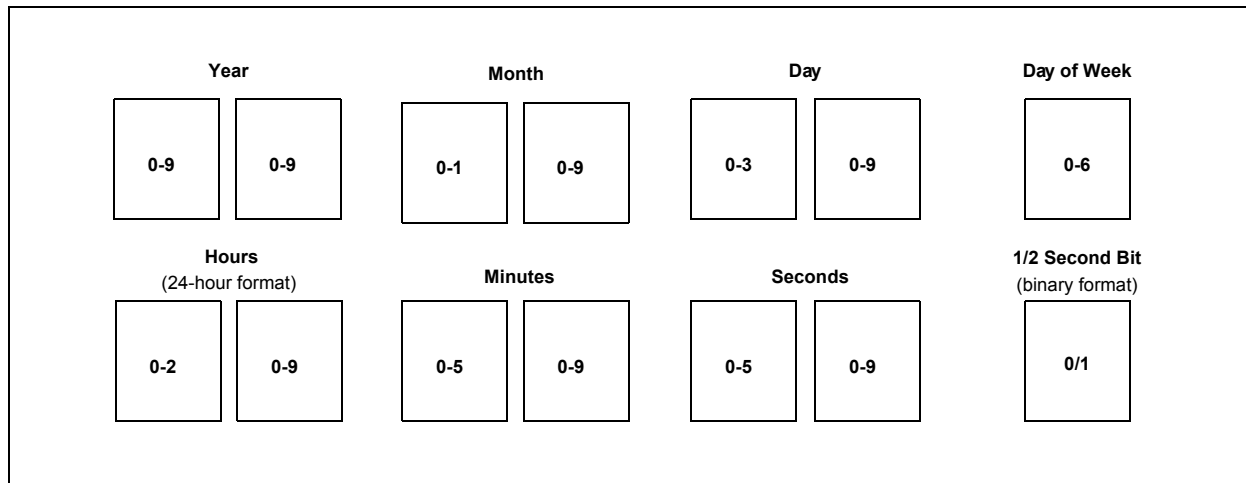 Year
Month
Day
Day of Week
0-9
0-9
0-1
0-9
0-3
0-9
0-6
Hours
(24-hour format)
Minutes
Seconds
1/2 Second Bit
(binary format)
0-2
0-9
0-5
0-9
0-5
0-9
0/1